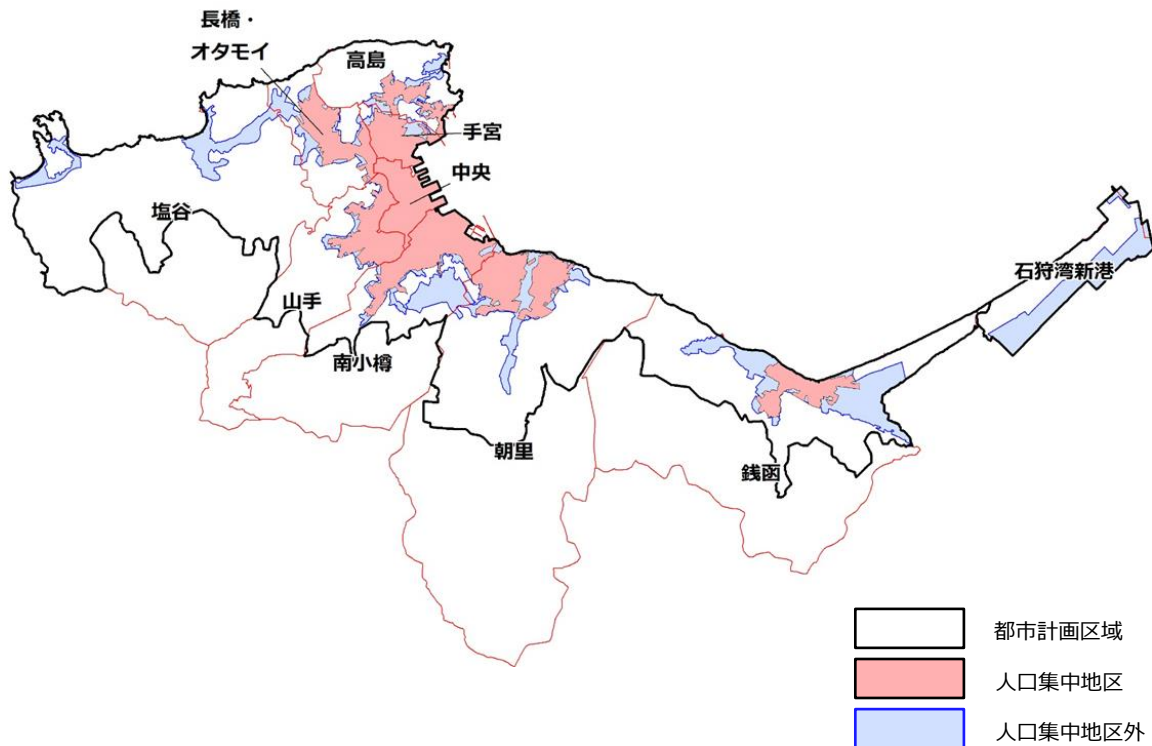 長橋・
オタモイ
高島
手宮
中央
塩谷
石狩湾新港
山手
南小樽
朝里
銭函
都市計画区域
人口集中地区
人口集中地区外